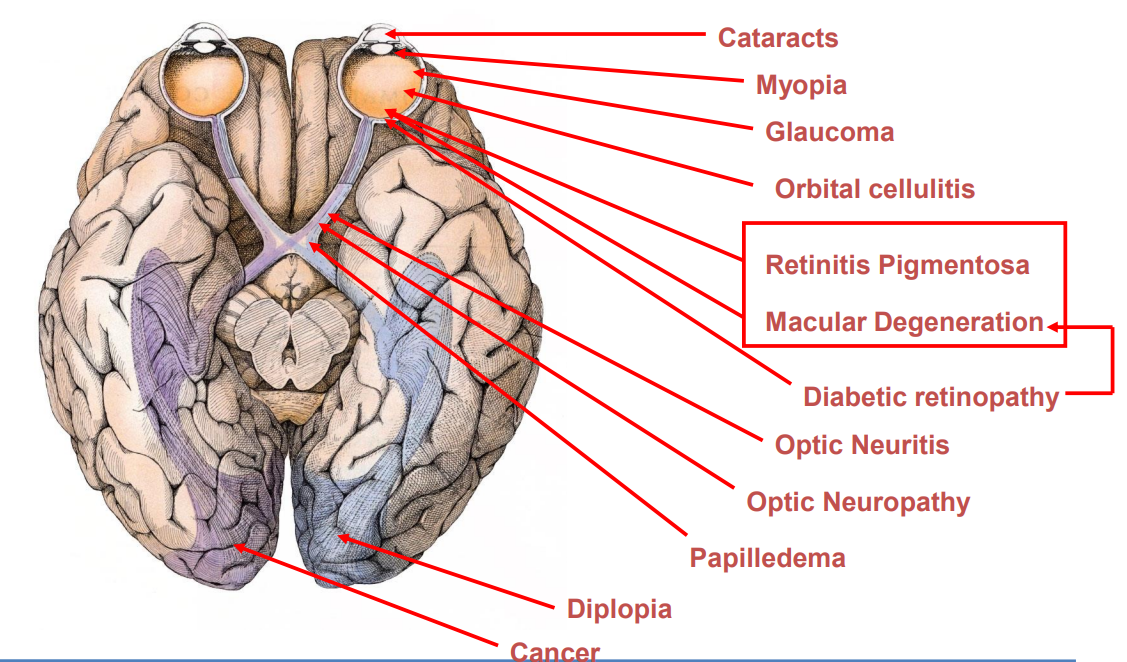 Cataracts
Myopia
Glaucoma
Orbital cellulitis
Retinitis Pigmentosa
Macular Degeneration
Diabetic retinopathy
Optic Neuritis
Optic Neuropathy
Papilledema
Diplopia
Cancer